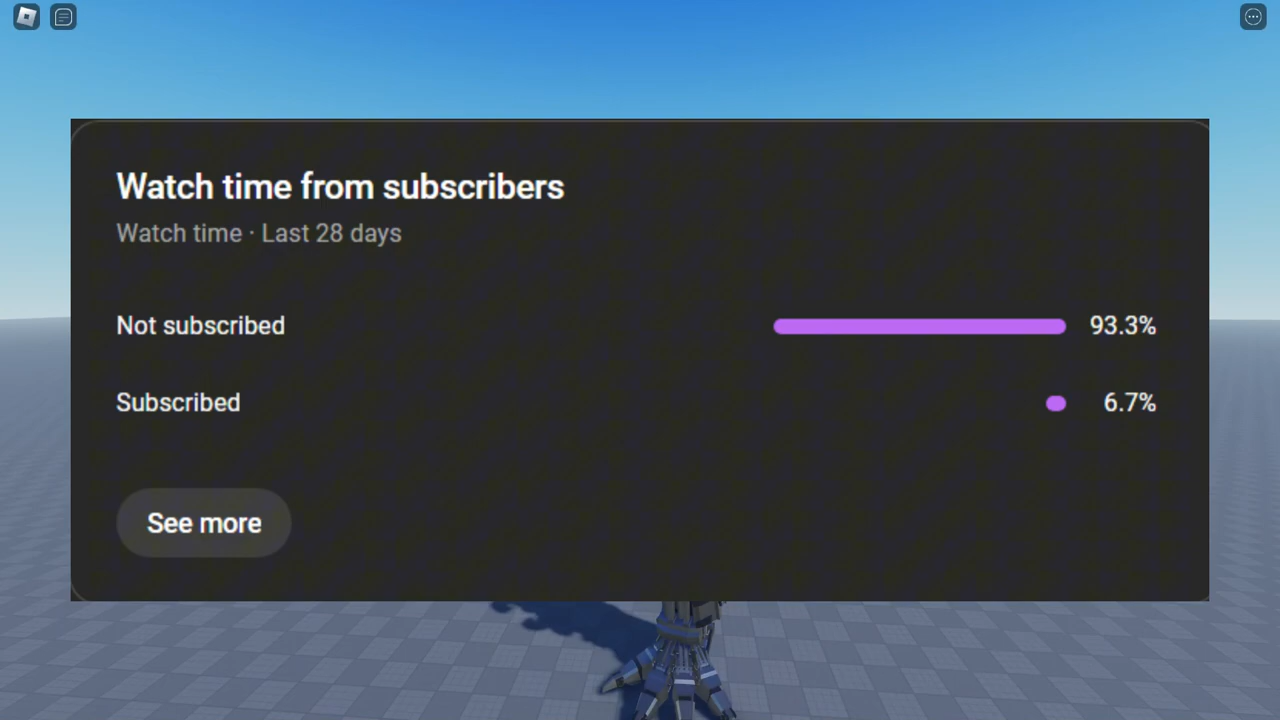 Watch time from subscribers
Watch time · Last 28 days
Not subscribed 93.3%
Subscribed 6.7%
See more